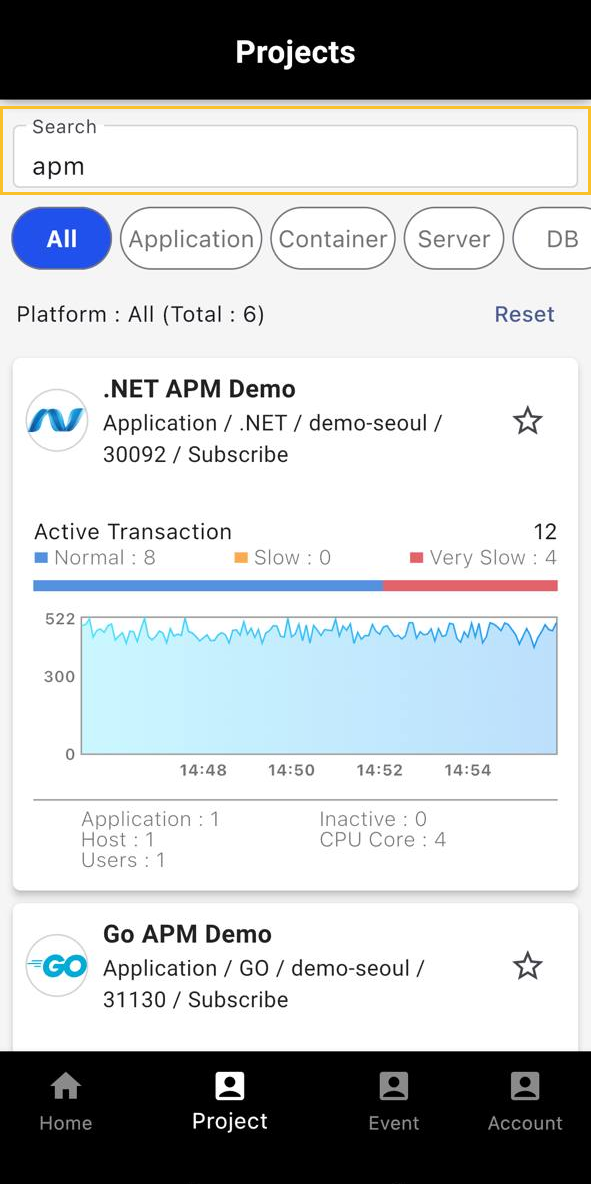 Projects
Search
apm
All Application Container Server DB
Platform : All (Total : 6) Reset
.NET APM Demo
Application / .NET / demo-seoul /
30092 / Subscribe
Active Transaction 12
Normal : 8 Slow : 0 Very Slow : 4
522
300
0
14:48 14:50 14:52 14:54
Application : 1 Inactive : 0
Host : 1 CPU Core : 4
Users : 1
Go APM Demo
GO
Application / GO / demo-seoul /
31130 / Subscribe
Home Project Event Account